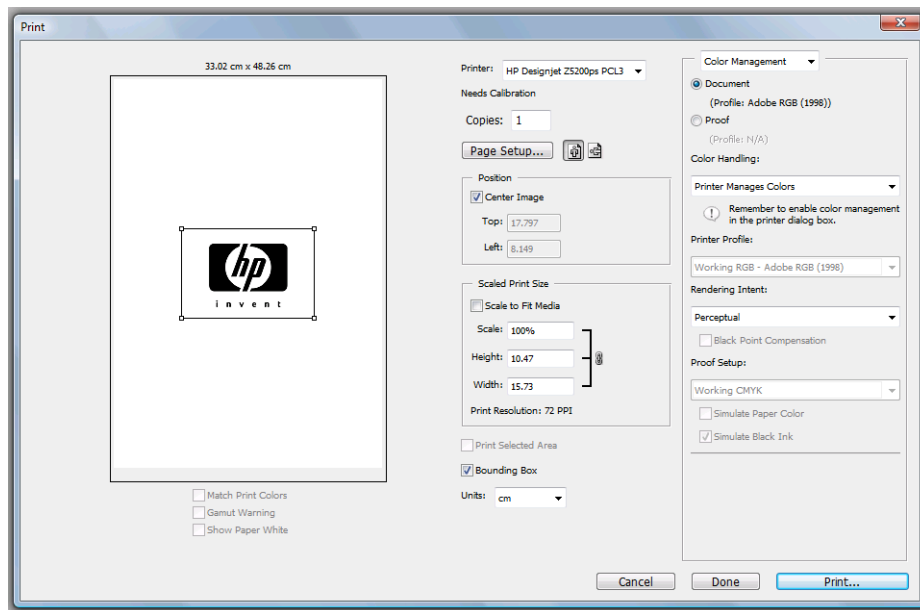 Print
33.02 cm x 48.26 cm
hp
invent
Match Print Colors
Gamut Warning
Show Paper White
Printer: HP Designjet Z5200ps PCL3
Needs Calibration
Copies: 1
Page Setup...
Position
Center Image
Top: 17.797
Left: 8.149
Scaled Print Size
Scale to Fit Media
Scale: 100%
Height: 10.47
Width: 15.73
Print Resolution: 72 PPI
Print Selected Area
Bounding Box
Units: cm
Color Management
Document
(Profile: Adobe RGB (1998))
Proof
(Profile: N/A)
Color Handling:
Printer Manages Colors
Remember to enable color management
in the printer dialog box.
Printer Profile:
Working RGB - Adobe RGB (1998)
Rendering Intent:
Perceptual
Black Point Compensation
Proof Setup:
Working CMYK
Simulate Paper Color
Simulate Black Ink
Cancel
Done
Print...